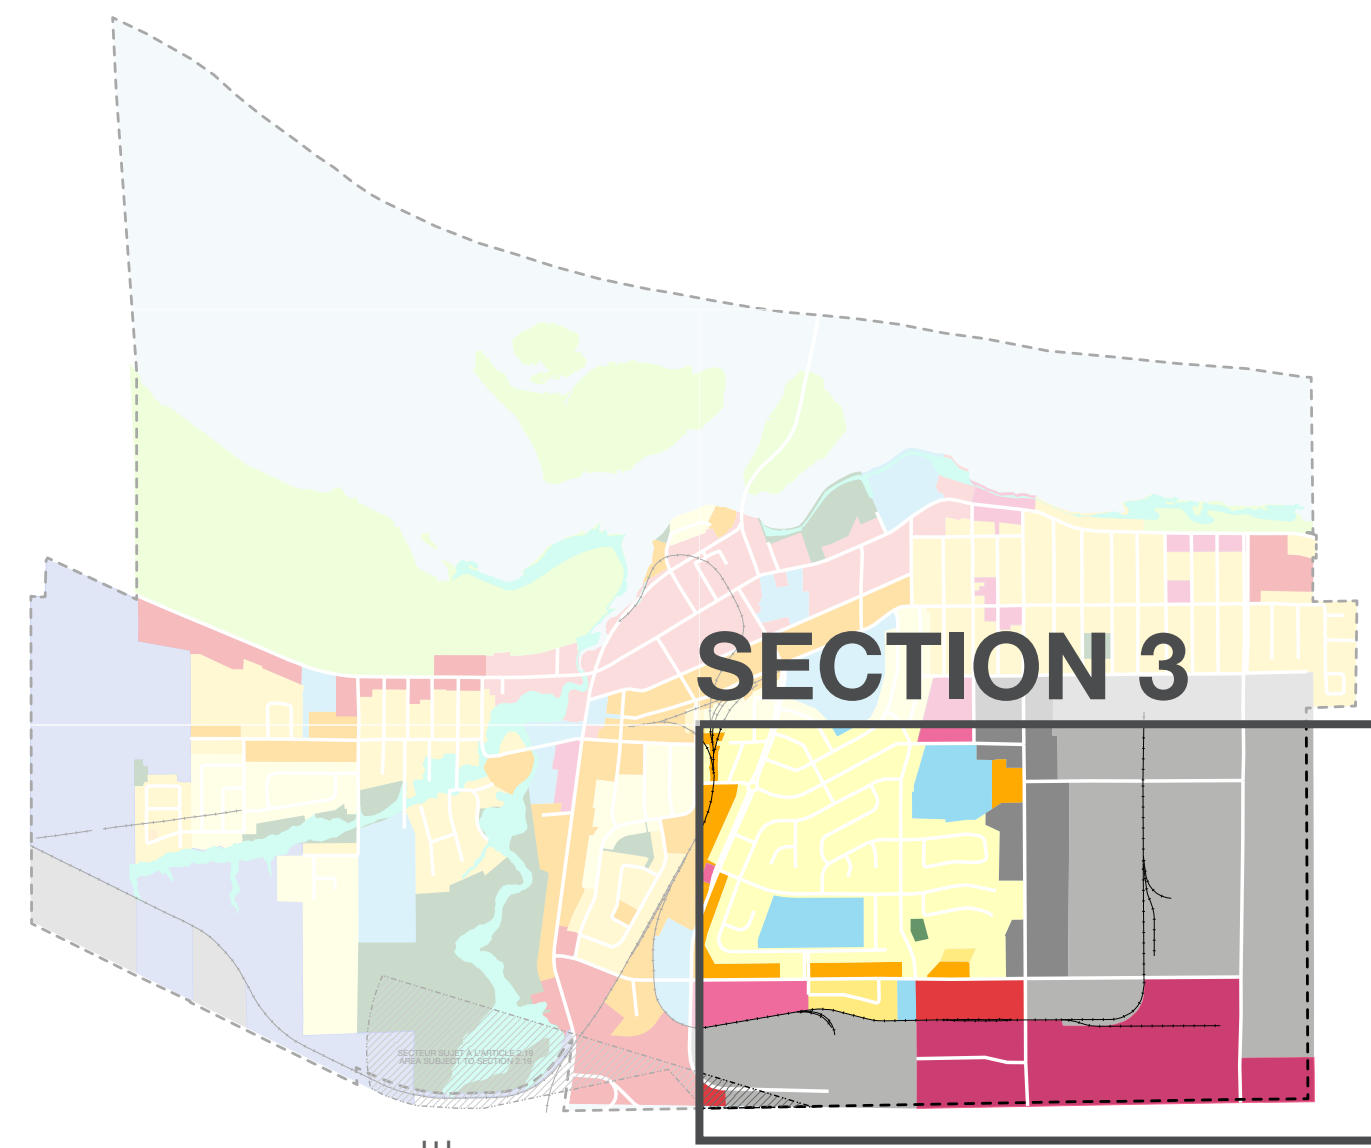 SECTION 3
SECTEUR SUJET À L'ARTICLE 2.19
AREA SUBJECT TO SECTION 2.19